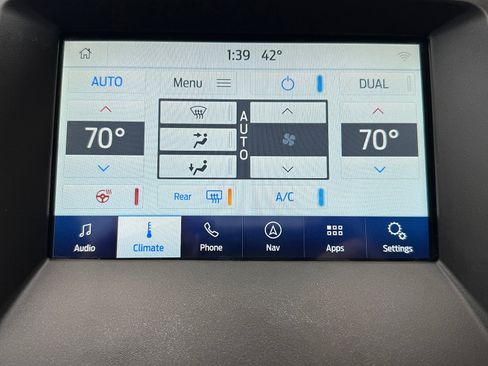 1:39 42°
AUTO Menu DUAL
70° AUTO 70°
Rear A/C
Audio Climate Phone Nav Apps Settings